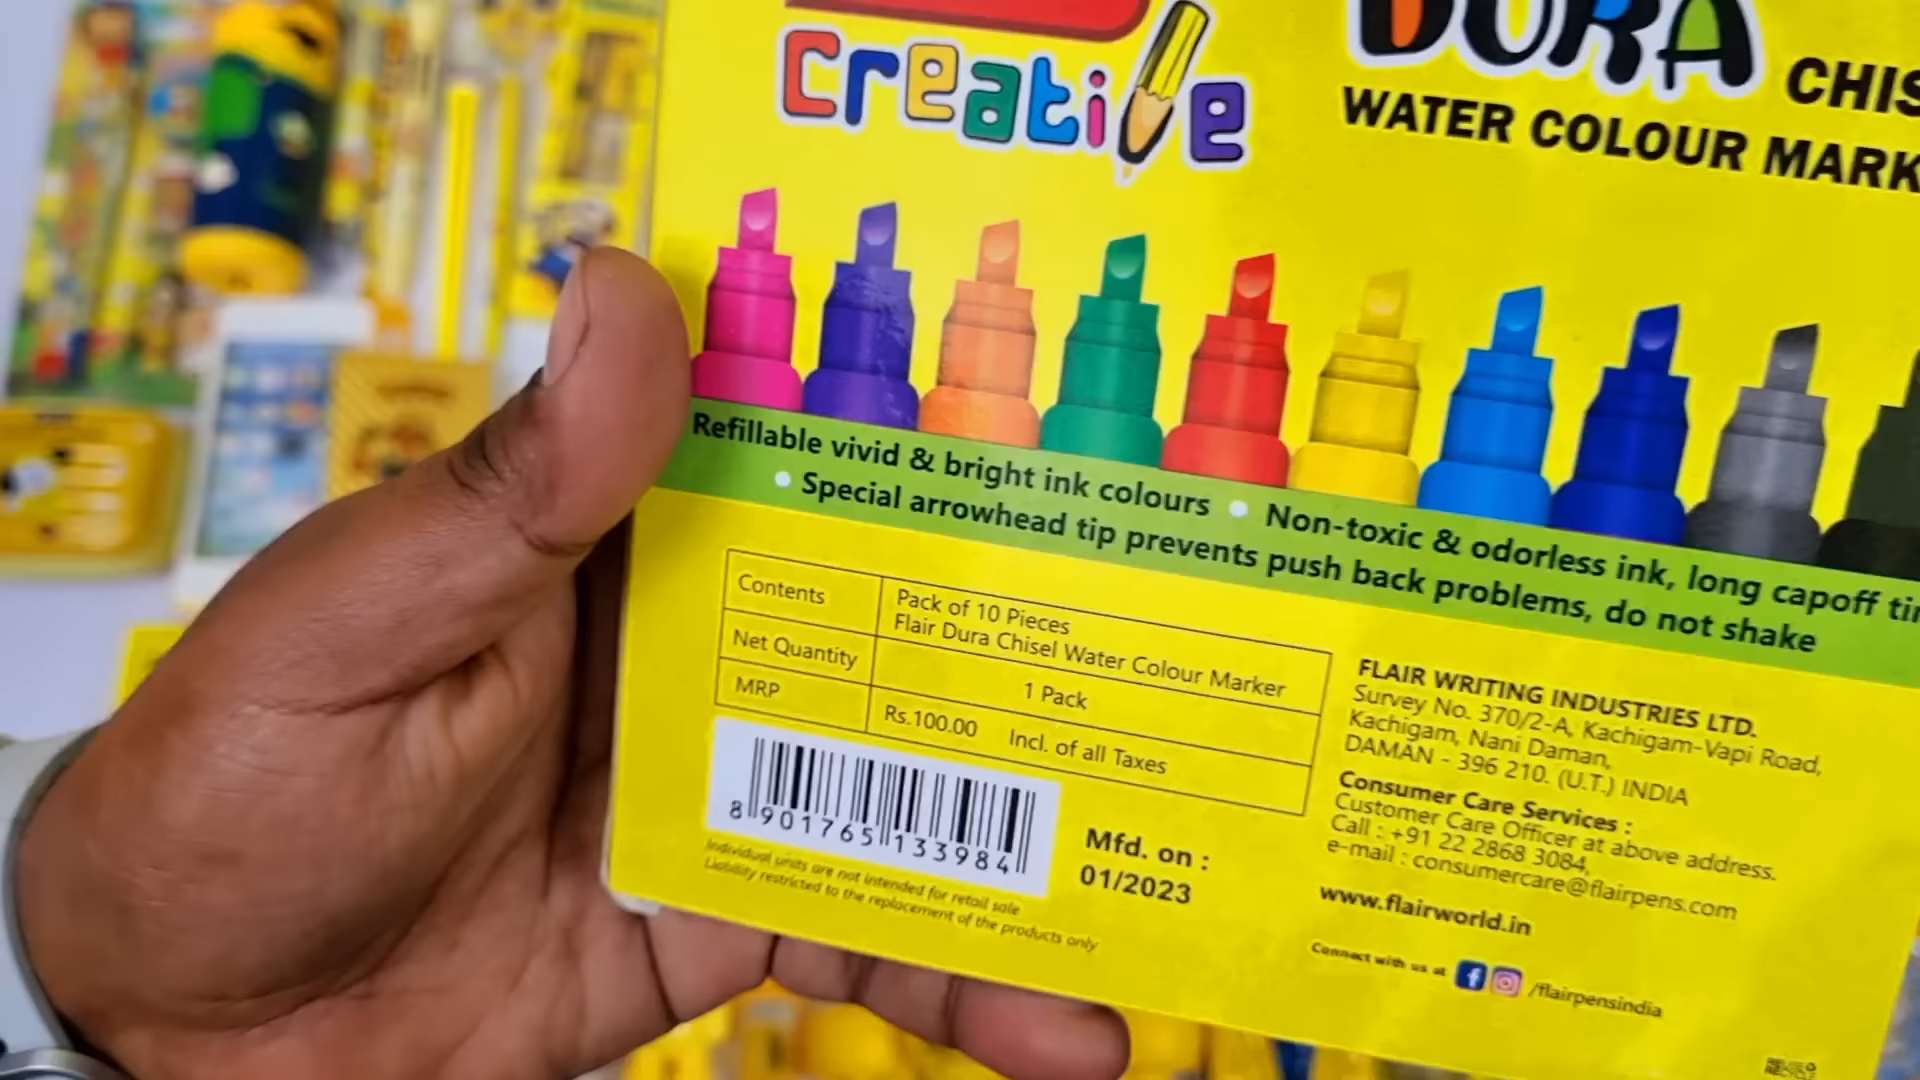 Creative
DURA CHIS
WATER COLOUR MARK
Refillable vivid & bright ink colours • Non-toxic & odorless ink, long capoff ti
• Special arrowhead tip prevents push back problems, do not shake
Contents
Pack of 10 Pieces
Flair Dura Chisel Water Colour Marker
Net Quantity
1 Pack
MRP
Rs.100.00 Incl. of all Taxes
8 901765 133984
Individual units are not intended for retail sale
Liability restricted to the replacement of the products only
Mfd. on :
01/2023
FLAIR WRITING INDUSTRIES LTD.
Survey No. 370/2-A, Kachigam-Vapi Road,
Kachigam, Nani Daman,
DAMAN - 396 210. (U.T.) INDIA
Consumer Care Services :
Customer Care Officer at above address.
Call : +91 22 2868 3084,
e-mail : consumercare@flairpens.com
www.flairworld.in
Connect with us at /flairpensindia